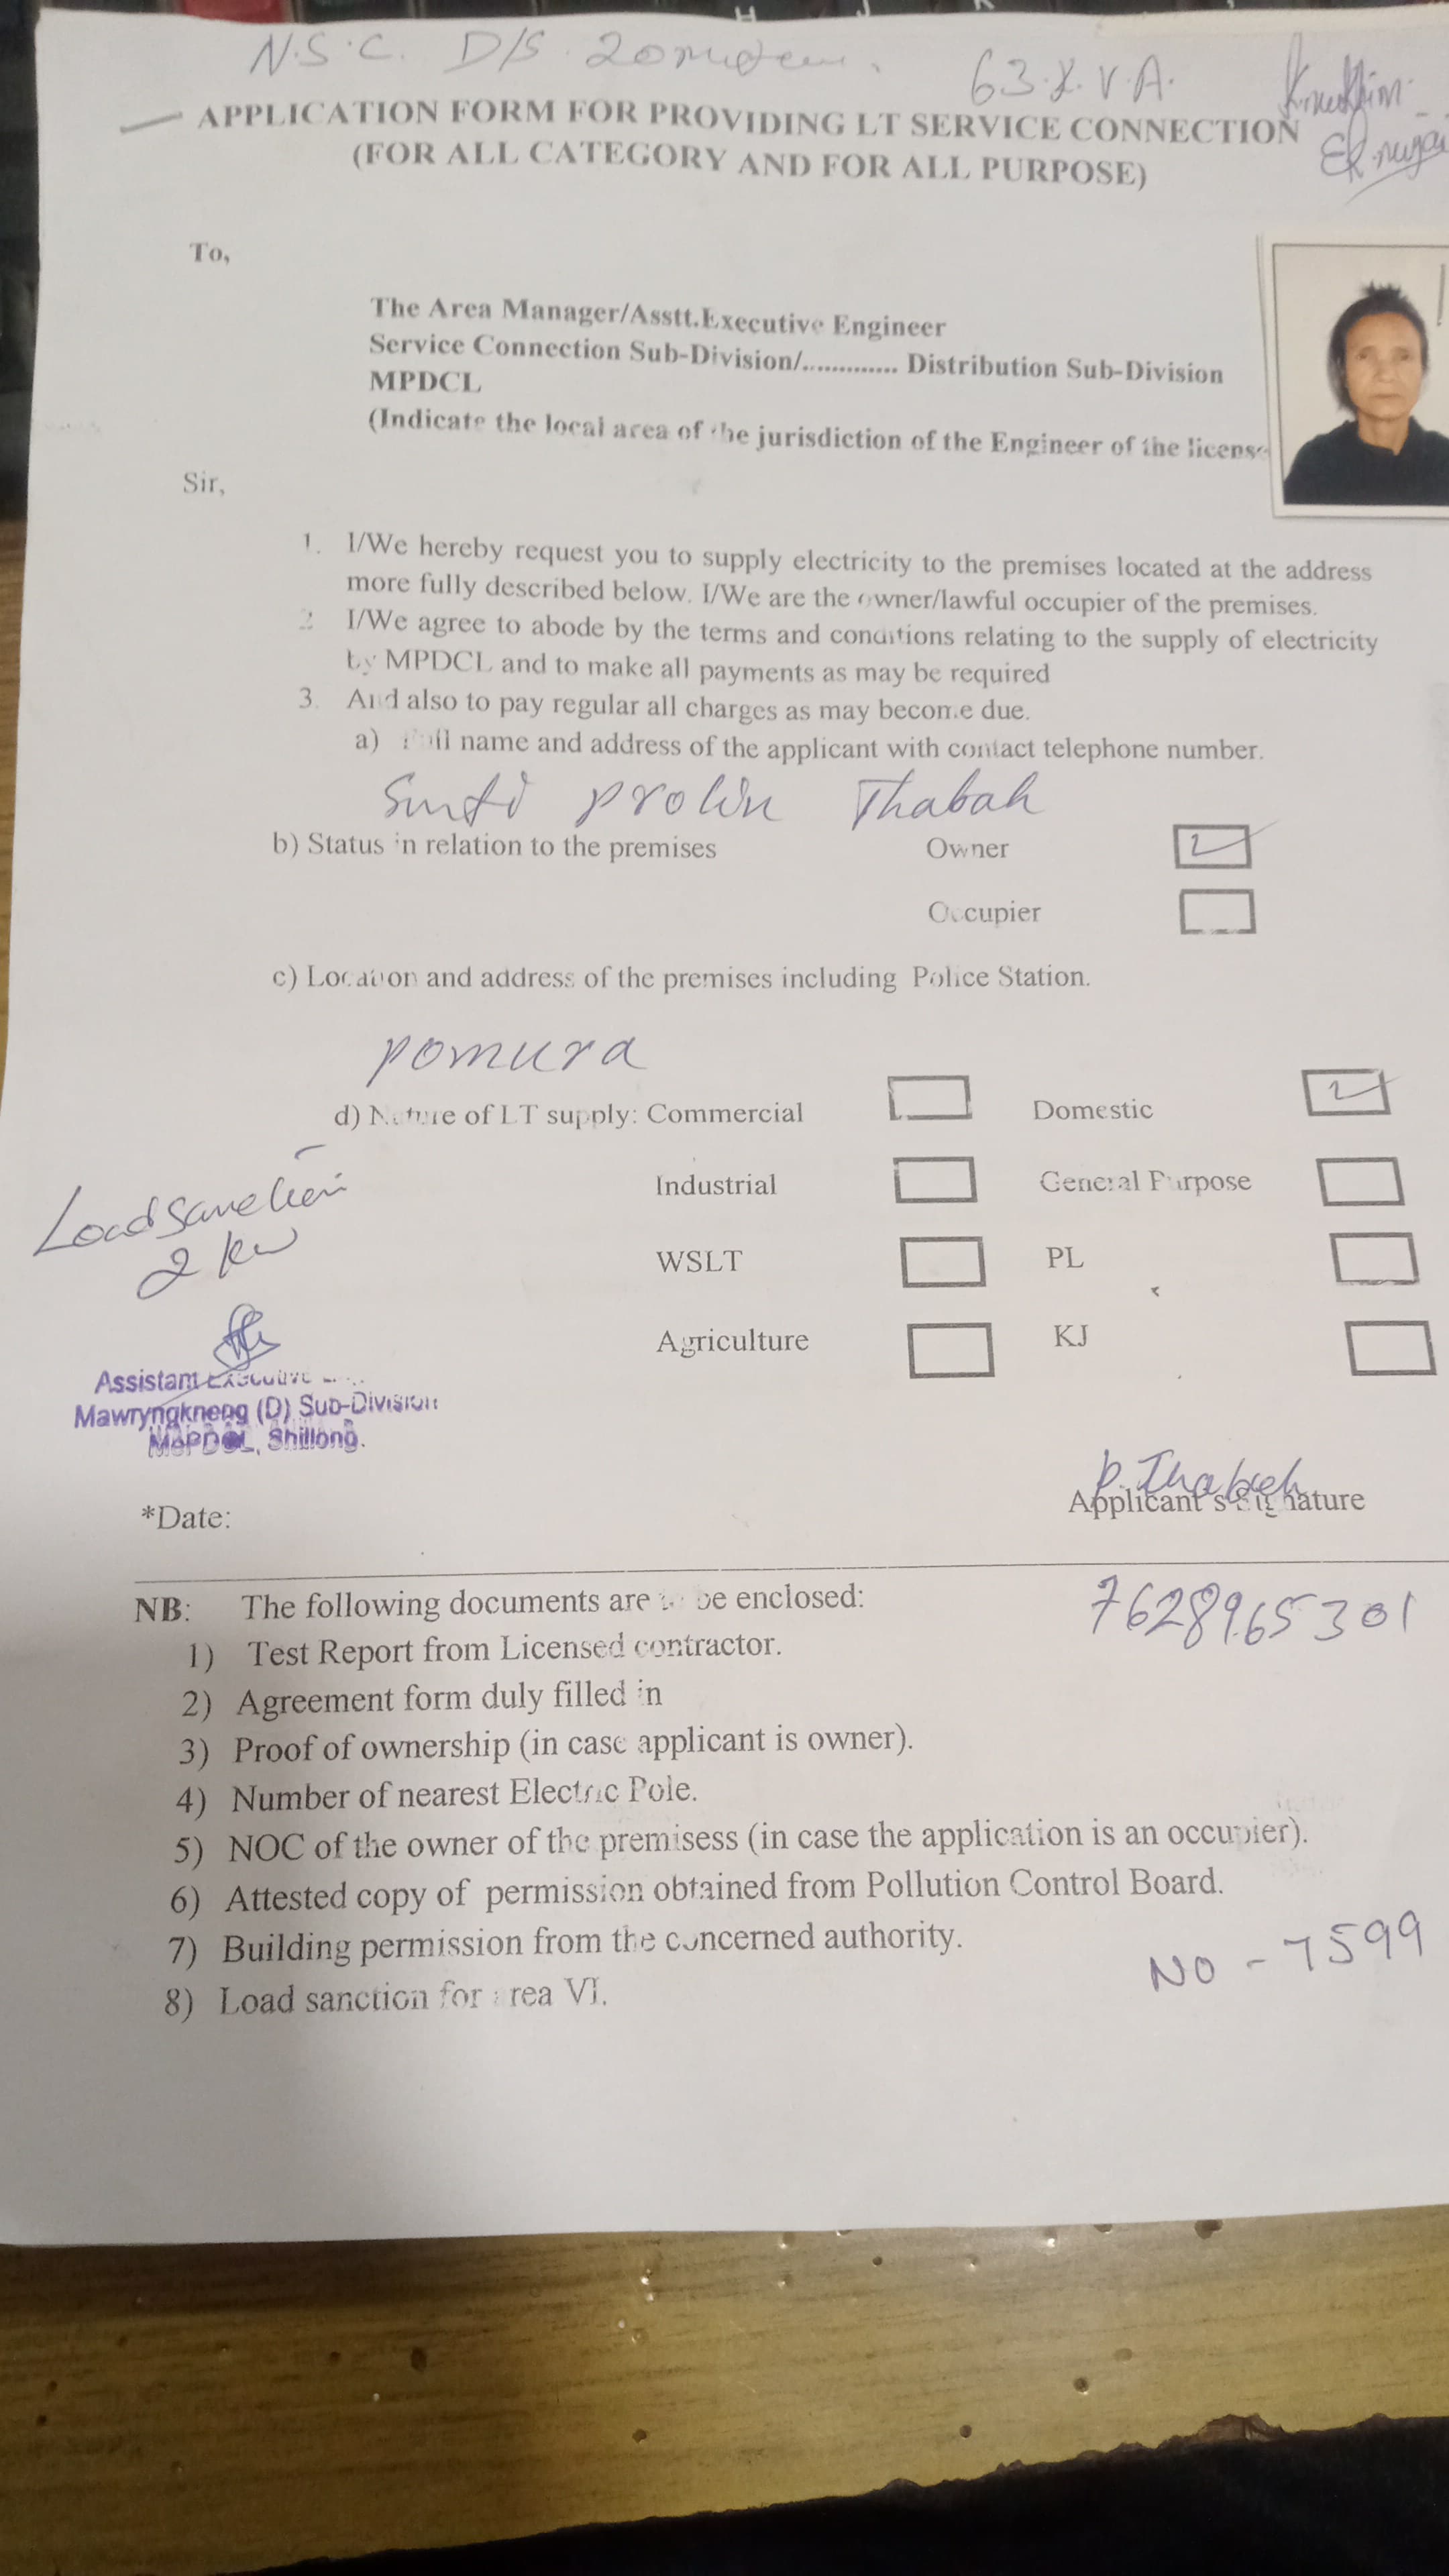 N.S.C. D/S. 20 meter.
63.K.V.A.
APPLICATION FORM FOR PROVIDING LT SERVICE CONNECTION
(FOR ALL CATEGORY AND FOR ALL PURPOSE)
To,
The Area Manager/Asstt.Executive Engineer
Service Connection Sub-Division/............. Distribution Sub-Division
MPDCL
(Indicate the local area of the jurisdiction of the Engineer of the license
Sir,
1. I/We hereby request you to supply electricity to the premises located at the address
more fully described below. I/We are the owner/lawful occupier of the premises.
2 I/We agree to abode by the terms and conditions relating to the supply of electricity
by MPDCL and to make all payments as may be required
3. And also to pay regular all charges as may become due.
a) Full name and address of the applicant with contact telephone number.
Smti Prolin Thabah
b) Status in relation to the premises Owner
Occupier
c) Location and address of the premises including Police Station.
pomura
d) Nature of LT supply: Commercial Domestic
Load sanction
2 kw
Industrial General Purpose
WSLT PL
Agriculture KJ
Assistant Executive
Mawryngkneng (D) Sub-Division
MePDCL, Shillong.
P. Thabah
*Date: Applicant's Signature
NB: The following documents are to be enclosed:
7628965301
1) Test Report from Licensed contractor.
2) Agreement form duly filled in
3) Proof of ownership (in case applicant is owner).
4) Number of nearest Electric Pole.
5) NOC of the owner of the premisess (in case the application is an occupier).
6) Attested copy of permission obtained from Pollution Control Board.
7) Building permission from the concerned authority.
NO - 7599
8) Load sanction for area VI.